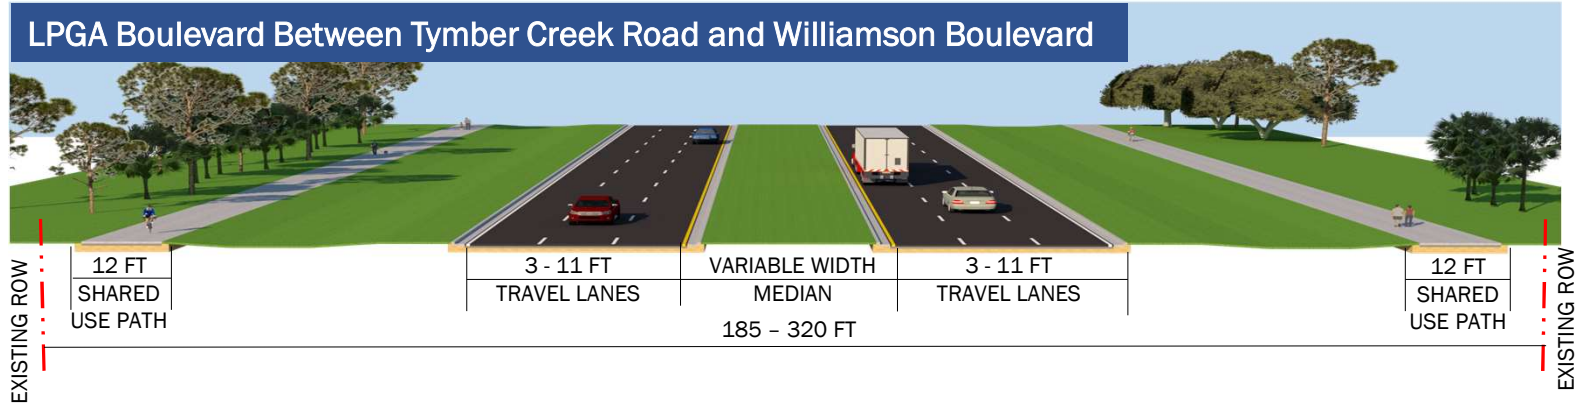 LPGA Boulevard Between Tymber Creek Road and Williamson Boulevard
EXISTING ROW
12 FT
SHARED
USE PATH
3 - 11 FT
TRAVEL LANES
VARIABLE WIDTH
MEDIAN
3 - 11 FT
TRAVEL LANES
12 FT
SHARED
USE PATH
185 – 320 FT
EXISTING ROW